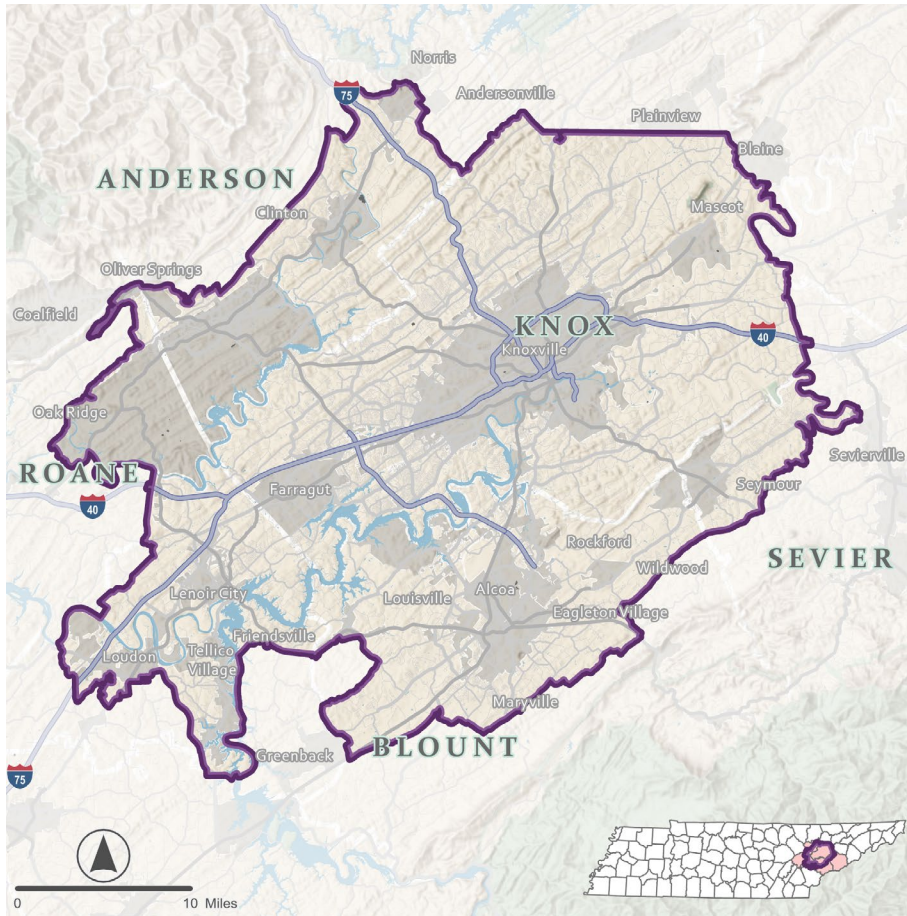 Norris
75
Andersonville
Plainview
Blaine
ANDERSON
Mascot
Clinton
Oliver Springs
Coalfield
KNOX
40
Knoxville
Oak Ridge
Sevierville
ROANE
Seymour
Farragut
40
Rockford
SEVIER
Wildwood
Lenoir City
Alcoa
Louisville
Eagleton Village
Friendsville
Loudon
Tellico
Village
Maryville
BLOUNT
Greenback
75
0 10 Miles